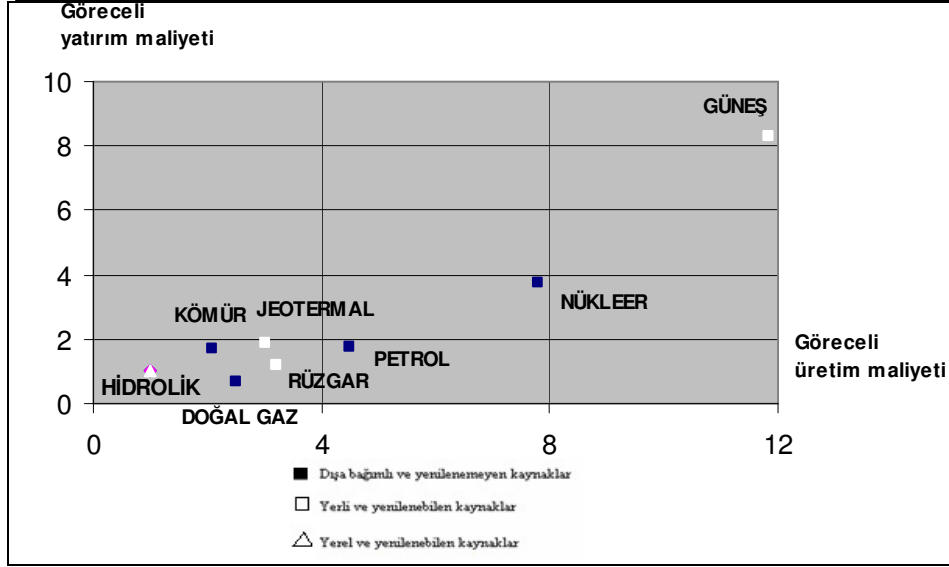 Göreceli
yatırım maliyeti
10
8
6
4
2
0
GÜNEŞ
NÜKLEER
KÖMÜR
JEOTERMAL
PETROL
RÜZGAR
HİDROLİK
DOĞAL GAZ
Göreceli
üretim maliyeti
0 4 8 12
Dışa bağımlı ve yenilenemeyen kaynaklar
Yerli ve yenilenebilen kaynaklar
Yerel ve yenilenebilen kaynaklar